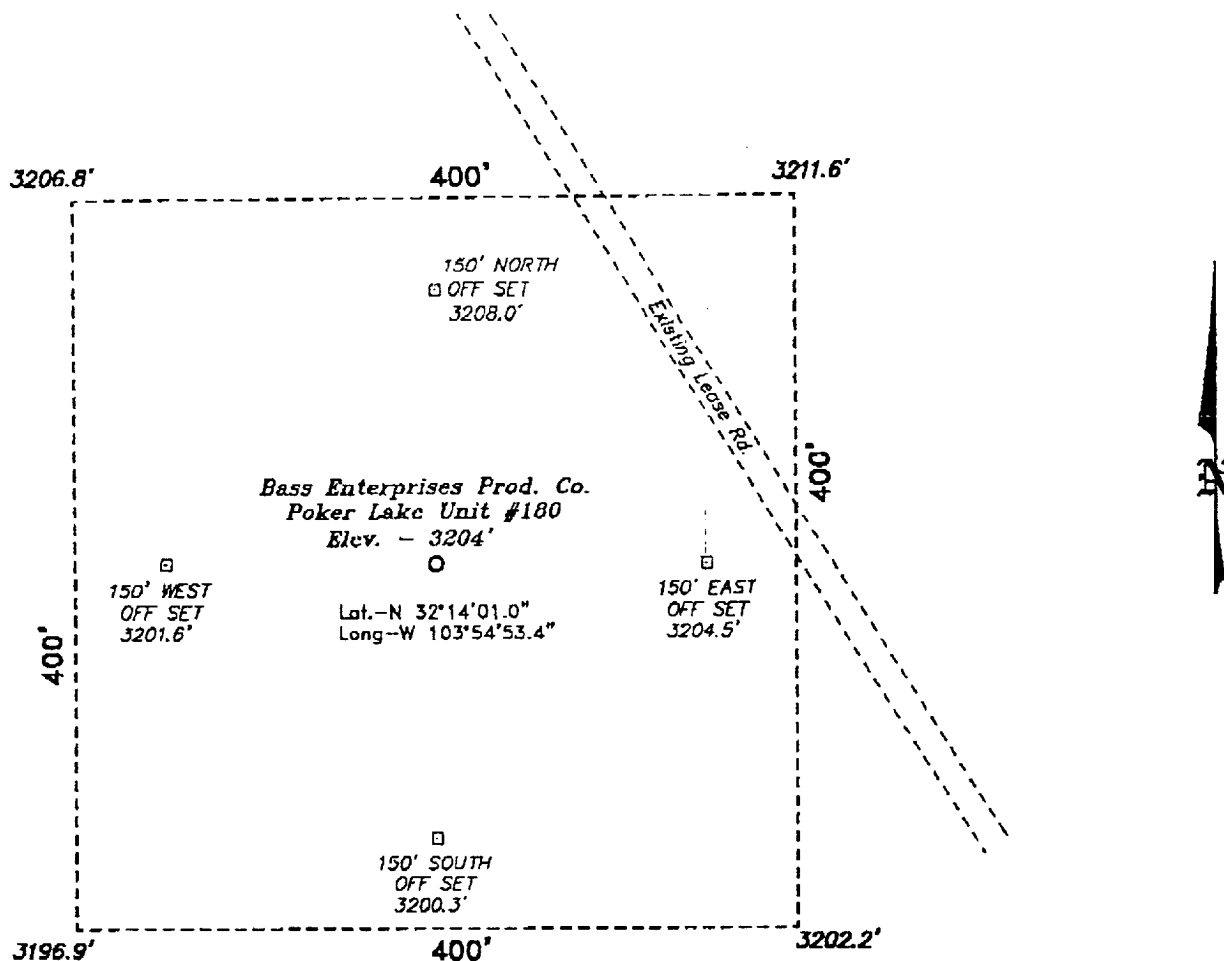 3206.8'
400'
3211.6'
150' NORTH
OFF SET
3208.0'
Existing Lease Rd.
400'
Bass Enterprises Prod. Co.
Poker Lake Unit #180
Elev. - 3204'
150' WEST
OFF SET
3201.6'
Lat.-N 32°14'01.0"
Long-W 103°54'53.4"
150' EAST
OFF SET
3204.5'
400'
150' SOUTH
OFF SET
3200.3'
3196.9'
400'
3202.2'
N